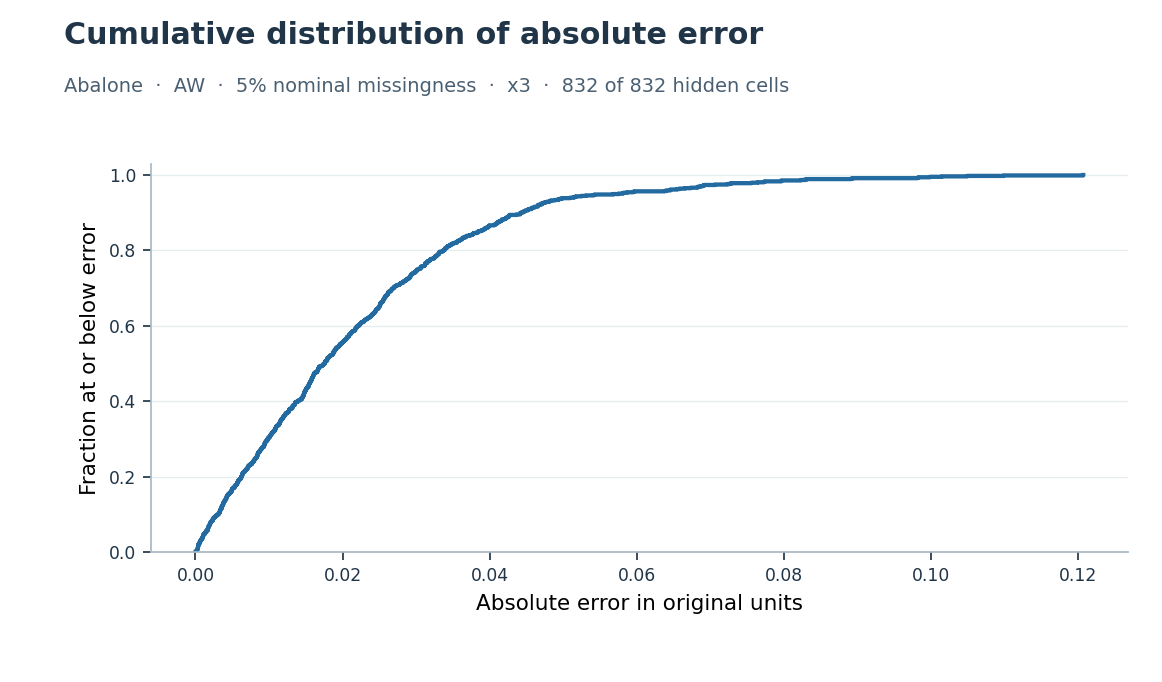 Cumulative distribution of absolute error
Abalone · AW · 5% nominal missingness · x3 · 832 of 832 hidden cells
Fraction at or below error
1.0
0.8
0.6
0.4
0.2
0.0
0.00 0.02 0.04 0.06 0.08 0.10 0.12
Absolute error in original units